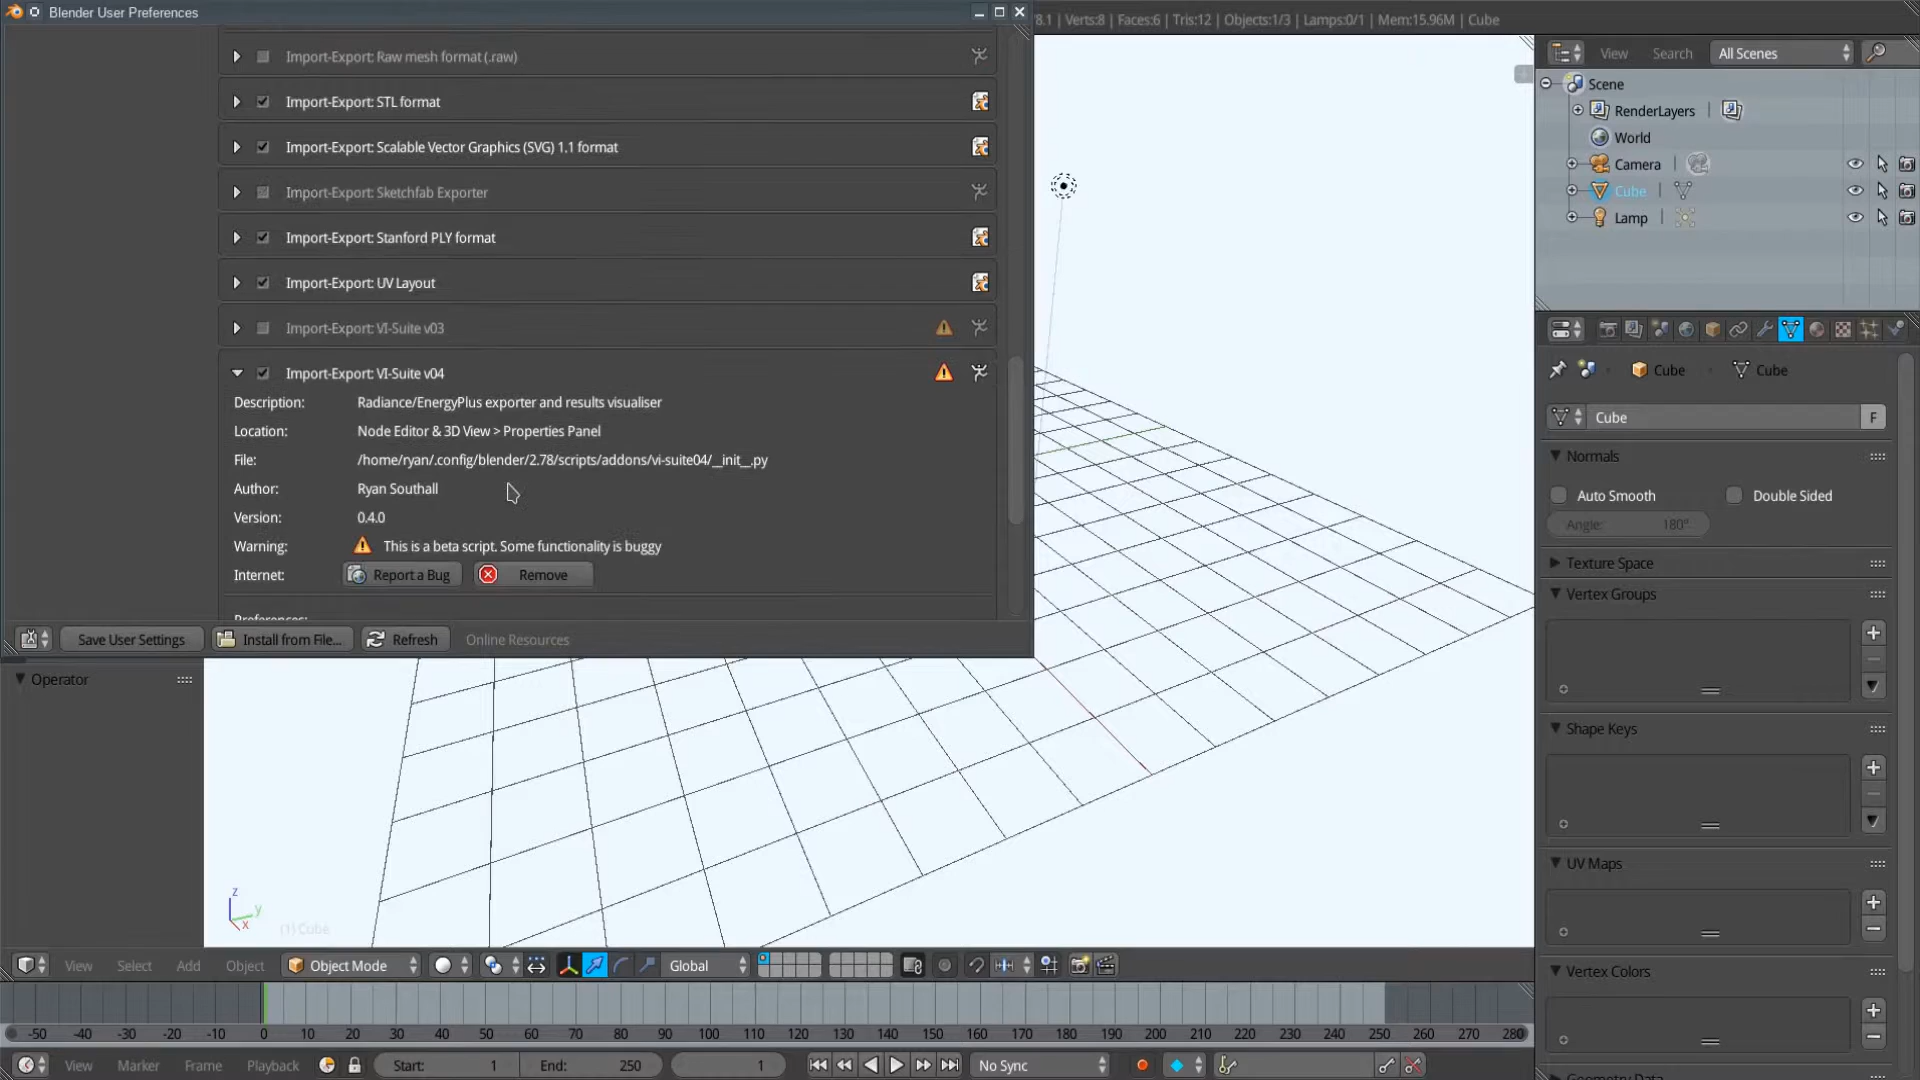 Blender User Preferences
Import-Export: Raw mesh format (.raw)
Import-Export: STL format
Import-Export: Scalable Vector Graphics (SVG) 1.1 format
Import-Export: Sketchfab Exporter
Import-Export: Stanford PLY format
Import-Export: UV Layout
Import-Export: VI-Suite v03
Import-Export: VI-Suite v04
Description: Radiance/EnergyPlus exporter and results visualiser
Location: Node Editor & 3D View > Properties Panel
File: /home/ryan/.config/blender/2.78/scripts/addons/vi-suite04/__init__.py
Author: Ryan Southall
Version: 0.4.0
Warning: This is a beta script. Some functionality is buggy
Internet: Report a Bug Remove
Preferences:
Save User Settings Install from File... Refresh Online Resources
8.1 | Verts:8 | Faces:6 | Tris:12 | Objects:1/3 | Lamps:0/1 | Mem:15.96M | Cube
View Search All Scenes
Scene
RenderLayers
World
Camera
Cube
Lamp
Cube Cube
Cube F
Normals
Auto Smooth Double Sided
Angle: 180°
Texture Space
Vertex Groups
Shape Keys
UV Maps
Vertex Colors
Geometry Data
Operator
z
y
x
(1) Cube
View Select Add Object Object Mode Global
-50 -40 -30 -20 -10 0 10 20 30 40 50 60 70 80 90 100 110 120 130 140 150 160 170 180 190 200 210 220 230 240 250 260 270 280
View Marker Frame Playback Start: 1 End: 250 1 No Sync